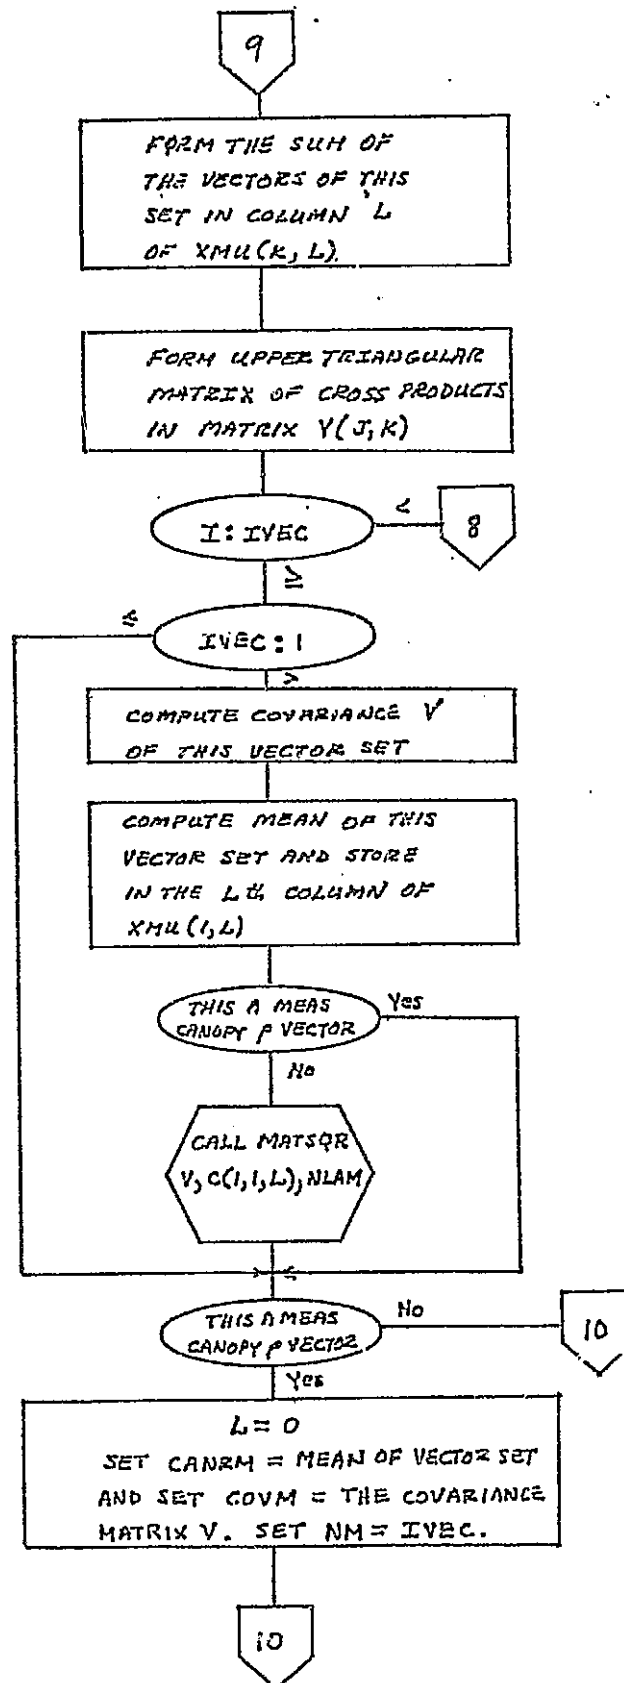 9
FORM THE SUM OF
THE VECTORS OF THIS
SET IN COLUMN L
OF XMU(K, L).
FORM UPPER TRIANGULAR
MATRIX OF CROSS PRODUCTS
IN MATRIX Y(J, K)
I : IVEC
<
8
≥
≤
IVEC : 1
>
COMPUTE COVARIANCE V
OF THIS VECTOR SET
COMPUTE MEAN OF THIS
VECTOR SET AND STORE
IN THE L th COLUMN OF
XMU(1, L)
THIS A MEAS
CANOPY ρ VECTOR
Yes
No
CALL MATSQR
V, C(1,1,L), NLAM
THIS A MEAS
CANOPY ρ VECTOR
No
10
Yes
L = 0
SET CANRM = MEAN OF VECTOR SET
AND SET COVM = THE COVARIANCE
MATRIX V. SET NM = IVEC.
10